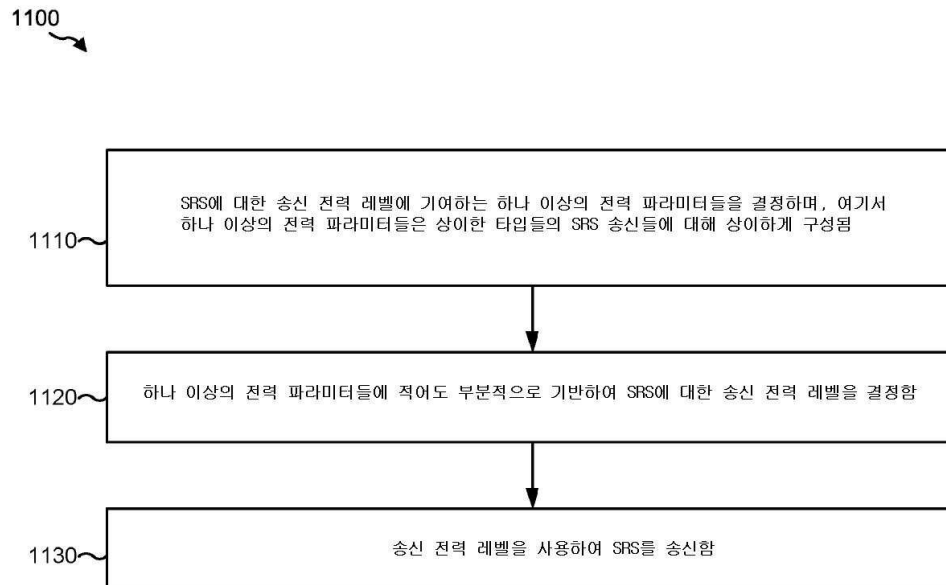 1100
SRS에 대한 송신 전력 레벨에 기여하는 하나 이상의 전력 파라미터들을 결정하며, 여기서
하나 이상의 전력 파라미터들은 상이한 타입들의 SRS 송신들에 대해 상이하게 구성됨
1110
하나 이상의 전력 파라미터들에 적어도 부분적으로 기반하여 SRS에 대한 송신 전력 레벨을 결정함
1120
송신 전력 레벨을 사용하여 SRS를 송신함
1130